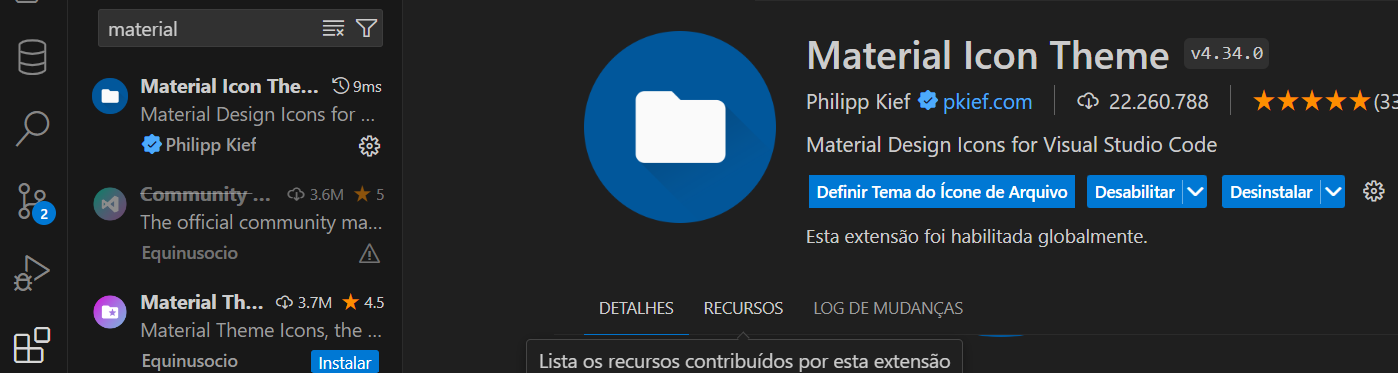 material
Material Icon The... 9ms
Material Design Icons for ...
Philipp Kief
Community ... 3.6M ★ 5
The official community ma...
Equinusocio
Material Th... 3.7M ★ 4.5
Material Theme Icons, the ...
Equinusocio Instalar
2
Material Icon Theme v4.34.0
Philipp Kief pkief.com 22.260.788 ★★★★★(33
Material Design Icons for Visual Studio Code
Definir Tema do Ícone de Arquivo Desabilitar Desinstalar
Esta extensão foi habilitada globalmente.
DETALHES RECURSOS LOG DE MUDANÇAS
Lista os recursos contribuídos por esta extensão